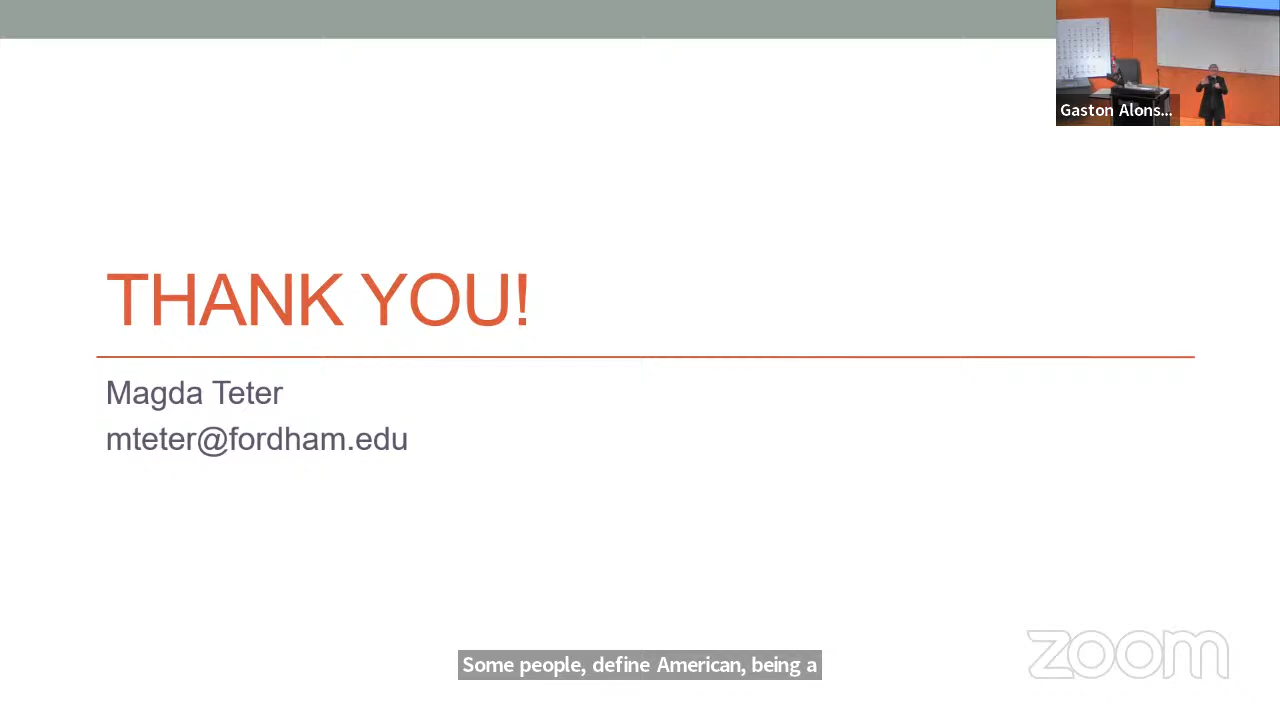 Gaston Alons...
THANK YOU!
Magda Teter
mteter@fordham.edu
Some people, define American, being a
zoom